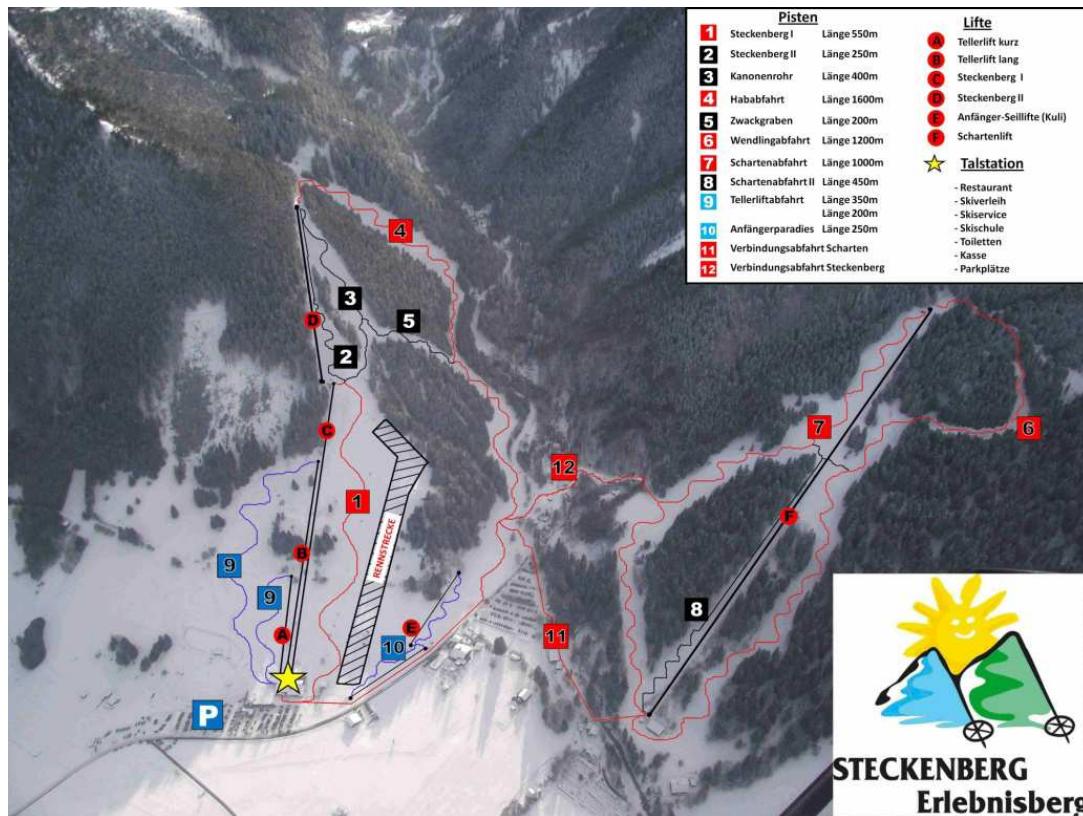 Pisten
1 Steckenberg I Länge 550m
2 Steckenberg II Länge 250m
3 Kanonenrohr Länge 400m
4 Hababfahrt Länge 1600m
5 Zwackgraben Länge 200m
6 Wendlingabfahrt Länge 1200m
7 Schartenabfahrt Länge 1000m
8 Schartenabfahrt II Länge 450m
9 Tellerliftabfahrt Länge 350m
Länge 200m
10 Anfängerparadies Länge 250m
11 Verbindungsabfahrt Scharten
12 Verbindungsabfahrt Steckenberg
Lifte
A Tellerlift kurz
B Tellerlift lang
C Steckenberg I
D Steckenberg II
E Anfänger-Seillifte (Kuli)
F Schartenlift
Talstation
- Restaurant
- Skiverleih
- Skiservice
- Skischule
- Toiletten
- Kasse
- Parkplätze
4
3
5
D
2
C
7
6
12
1
RENNSTRECKE
F
B
9
9
8
A
E
10
11
P
STECKENBERG
Erlebnisberg